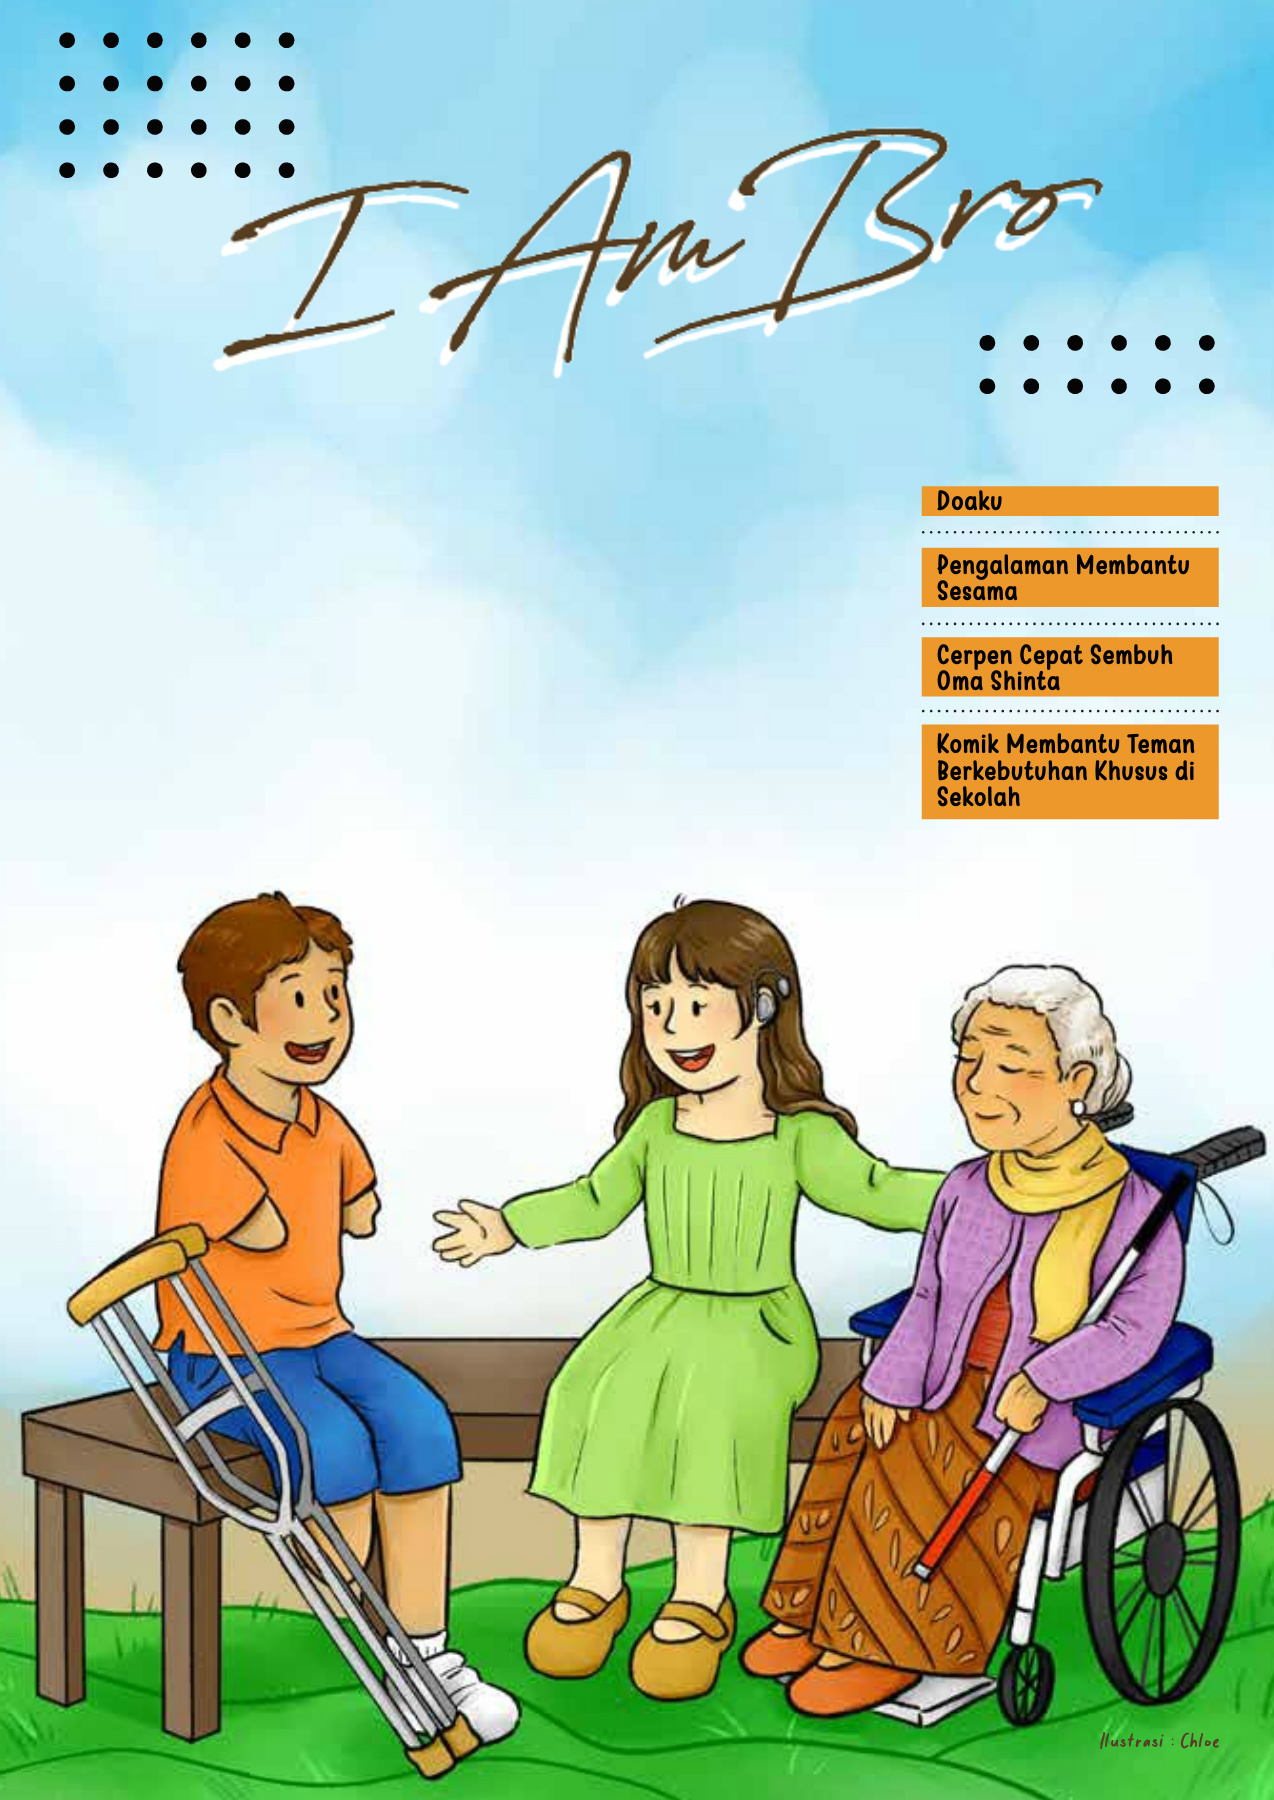 I Am Bro
Doaku
Pengalaman Membantu
Sesama
Cerpen Cepat Sembuh
Oma Shinta
Komik Membantu Teman
Berkebutuhan Khusus di
Sekolah
Ilustrasi : Chloe